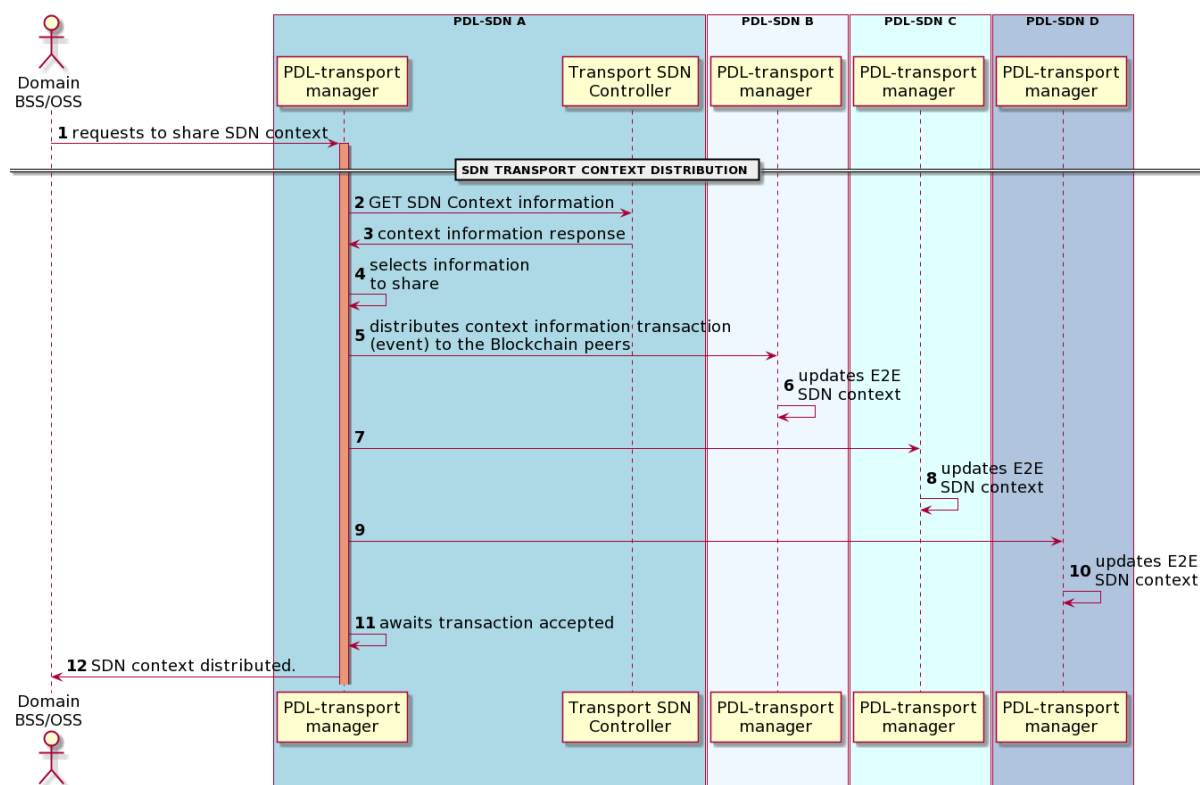 PDL-SDN A
PDL-SDN B
PDL-SDN C
PDL-SDN D
Domain
BSS/OSS
PDL-transport
manager
Transport SDN
Controller
PDL-transport
manager
PDL-transport
manager
PDL-transport
manager
1 requests to share SDN context
SDN TRANSPORT CONTEXT DISTRIBUTION
2 GET SDN Context information
3 context information response
4 selects information
to share
5 distributes context information transaction
(event) to the Blockchain peers
6 updates E2E
SDN context
7
8 updates E2E
SDN context
9
10 updates E2E
SDN context
11 awaits transaction accepted
12 SDN context distributed.
Domain
BSS/OSS
PDL-transport
manager
Transport SDN
Controller
PDL-transport
manager
PDL-transport
manager
PDL-transport
manager